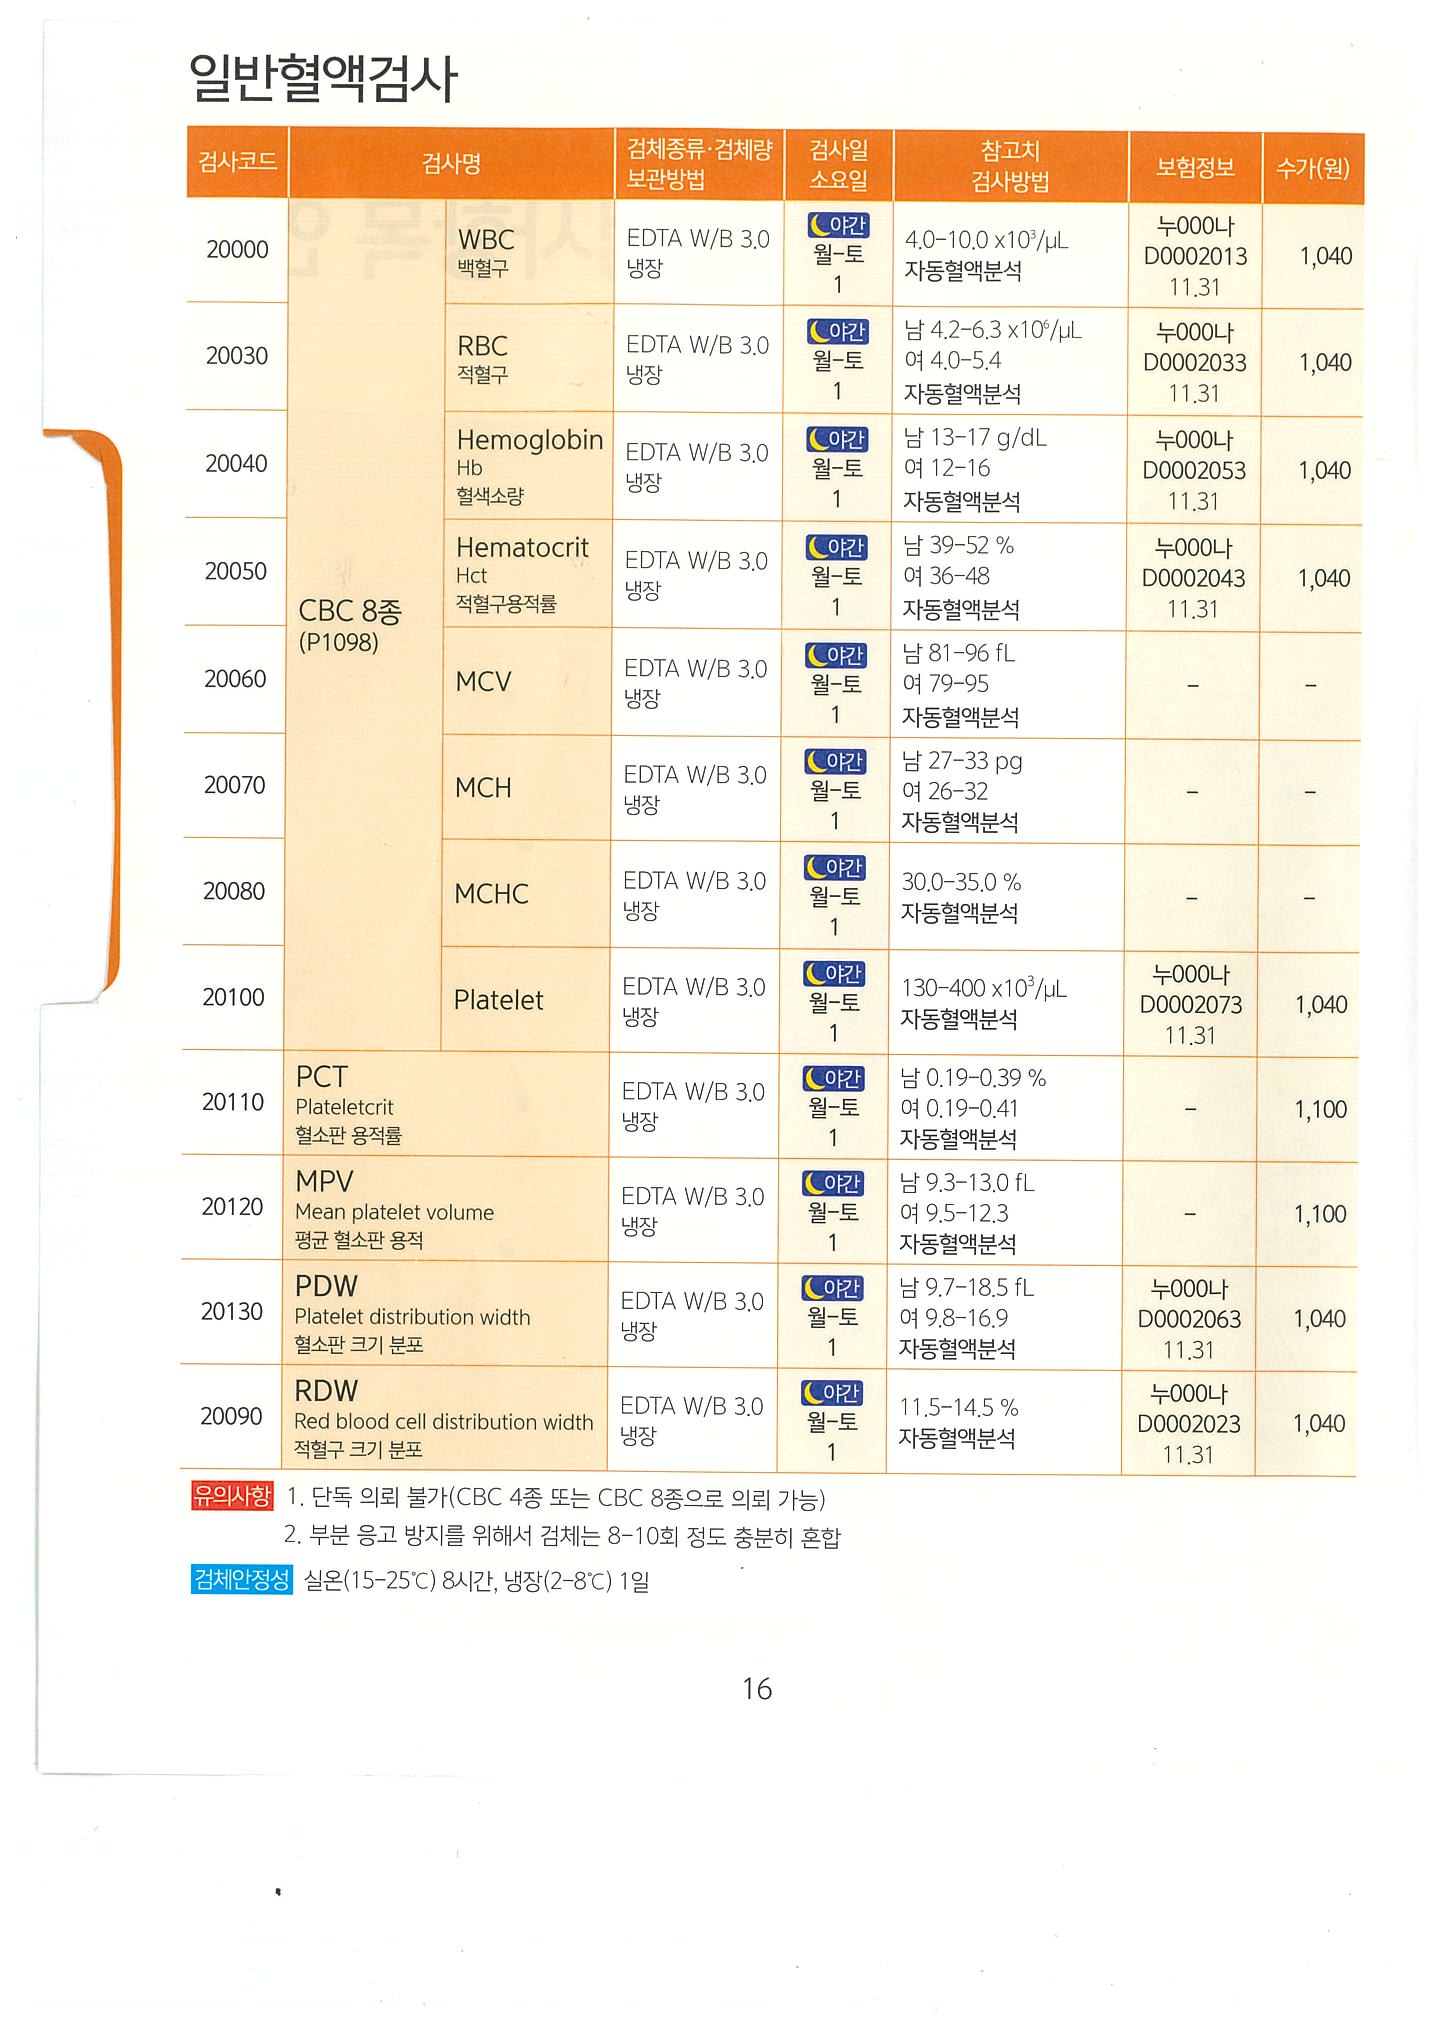 일반혈액검사
검사코드 검사명 검체종류·검체량 보관방법 검사일 소요일 참고치 검사방법 보험정보 수가(원)
CBC 8종
(P1098)
20000
WBC
백혈구
EDTA W/B 3.0
냉장
야간
월-토
1
4.0-10.0 x10³/μL
자동혈액분석
누000나
D0002013
11.31
1,040
20030
RBC
적혈구
EDTA W/B 3.0
냉장
야간
월-토
1
남 4.2-6.3 x10⁶/μL
여 4.0-5.4
자동혈액분석
누000나
D0002033
11.31
1,040
20040
Hemoglobin
Hb
혈색소량
EDTA W/B 3.0
냉장
야간
월-토
1
남 13-17 g/dL
여 12-16
자동혈액분석
누000나
D0002053
11.31
1,040
20050
Hematocrit
Hct
적혈구용적률
EDTA W/B 3.0
냉장
야간
월-토
1
남 39-52 %
여 36-48
자동혈액분석
누000나
D0002043
11.31
1,040
20060
MCV
EDTA W/B 3.0
냉장
야간
월-토
1
남 81-96 fL
여 79-95
자동혈액분석
-
-
20070
MCH
EDTA W/B 3.0
냉장
야간
월-토
1
남 27-33 pg
여 26-32
자동혈액분석
-
-
20080
MCHC
EDTA W/B 3.0
냉장
야간
월-토
1
30.0-35.0 %
자동혈액분석
-
-
20100
Platelet
EDTA W/B 3.0
냉장
야간
월-토
1
130-400 x10³/μL
자동혈액분석
누000나
D0002073
11.31
1,040
20110
PCT
Plateletcrit
혈소판 용적률
EDTA W/B 3.0
냉장
야간
월-토
1
남 0.19-0.39 %
여 0.19-0.41
자동혈액분석
-
1,100
20120
MPV
Mean platelet volume
평균 혈소판 용적
EDTA W/B 3.0
냉장
야간
월-토
1
남 9.3-13.0 fL
여 9.5-12.3
자동혈액분석
-
1,100
20130
PDW
Platelet distribution width
혈소판 크기 분포
EDTA W/B 3.0
냉장
야간
월-토
1
남 9.7-18.5 fL
여 9.8-16.9
자동혈액분석
누000나
D0002063
11.31
1,040
20090
RDW
Red blood cell distribution width
적혈구 크기 분포
EDTA W/B 3.0
냉장
야간
월-토
1
11.5-14.5 %
자동혈액분석
누000나
D0002023
11.31
1,040
유의사항 1. 단독 의뢰 불가(CBC 4종 또는 CBC 8종으로 의뢰 가능)
2. 부분 응고 방지를 위해서 검체는 8-10회 정도 충분히 혼합
검체안정성 실온(15-25℃) 8시간, 냉장(2-8℃) 1일
16